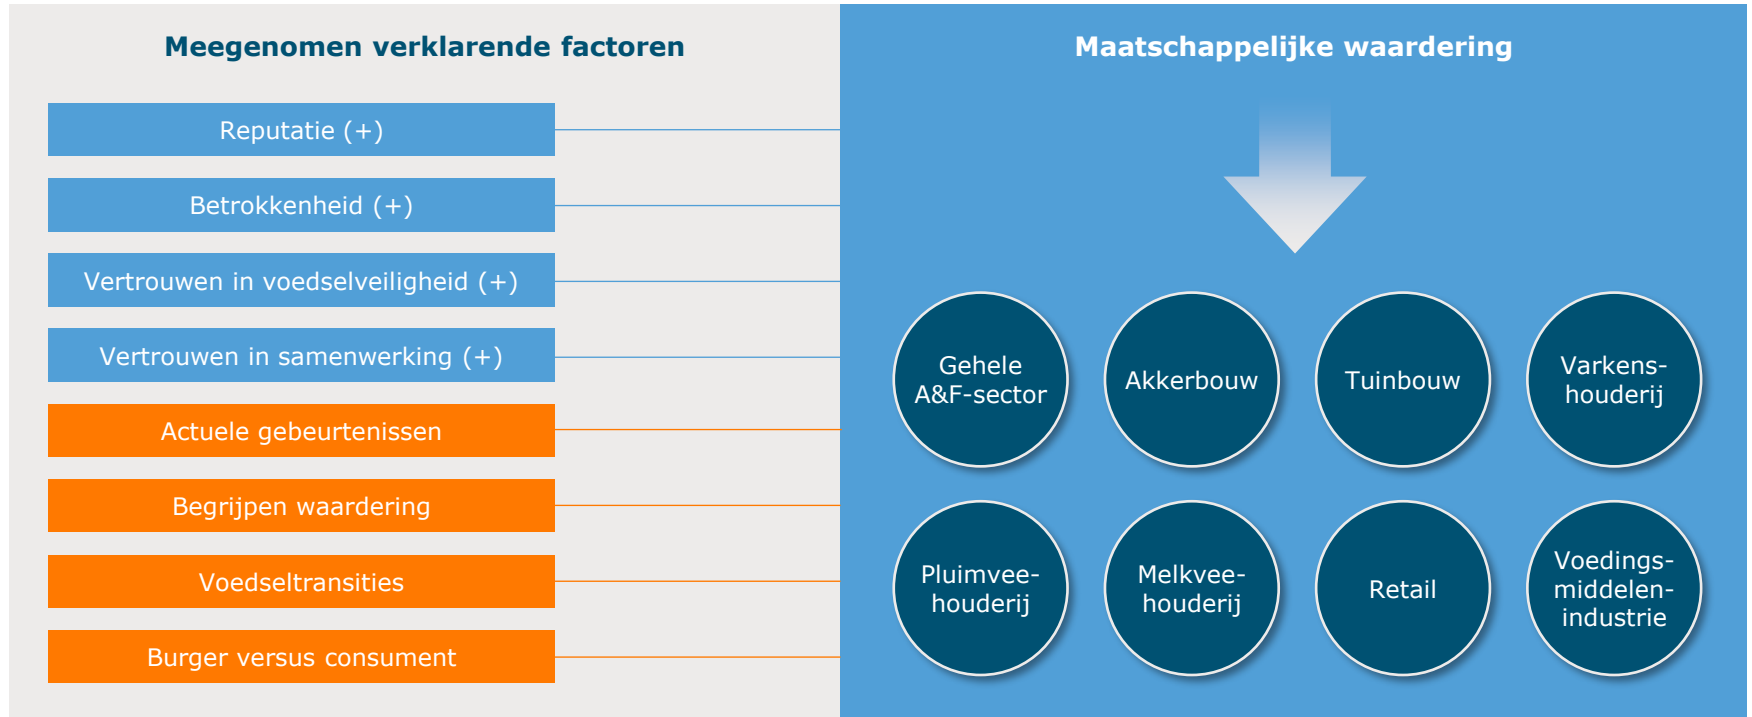 Meegenomen verklarende factoren
Reputatie (+)
Betrokkenheid (+)
Vertrouwen in voedselveiligheid (+)
Vertrouwen in samenwerking (+)
Actuele gebeurtenissen
Begrijpen waardering
Voedseltransities
Burger versus consument
Maatschappelijke waardering
Gehele
A&F-sector
Akkerbouw
Tuinbouw
Varkens-
houderij
Pluimvee-
houderij
Melkvee-
houderij
Retail
Voedings-
middelen-
industrie